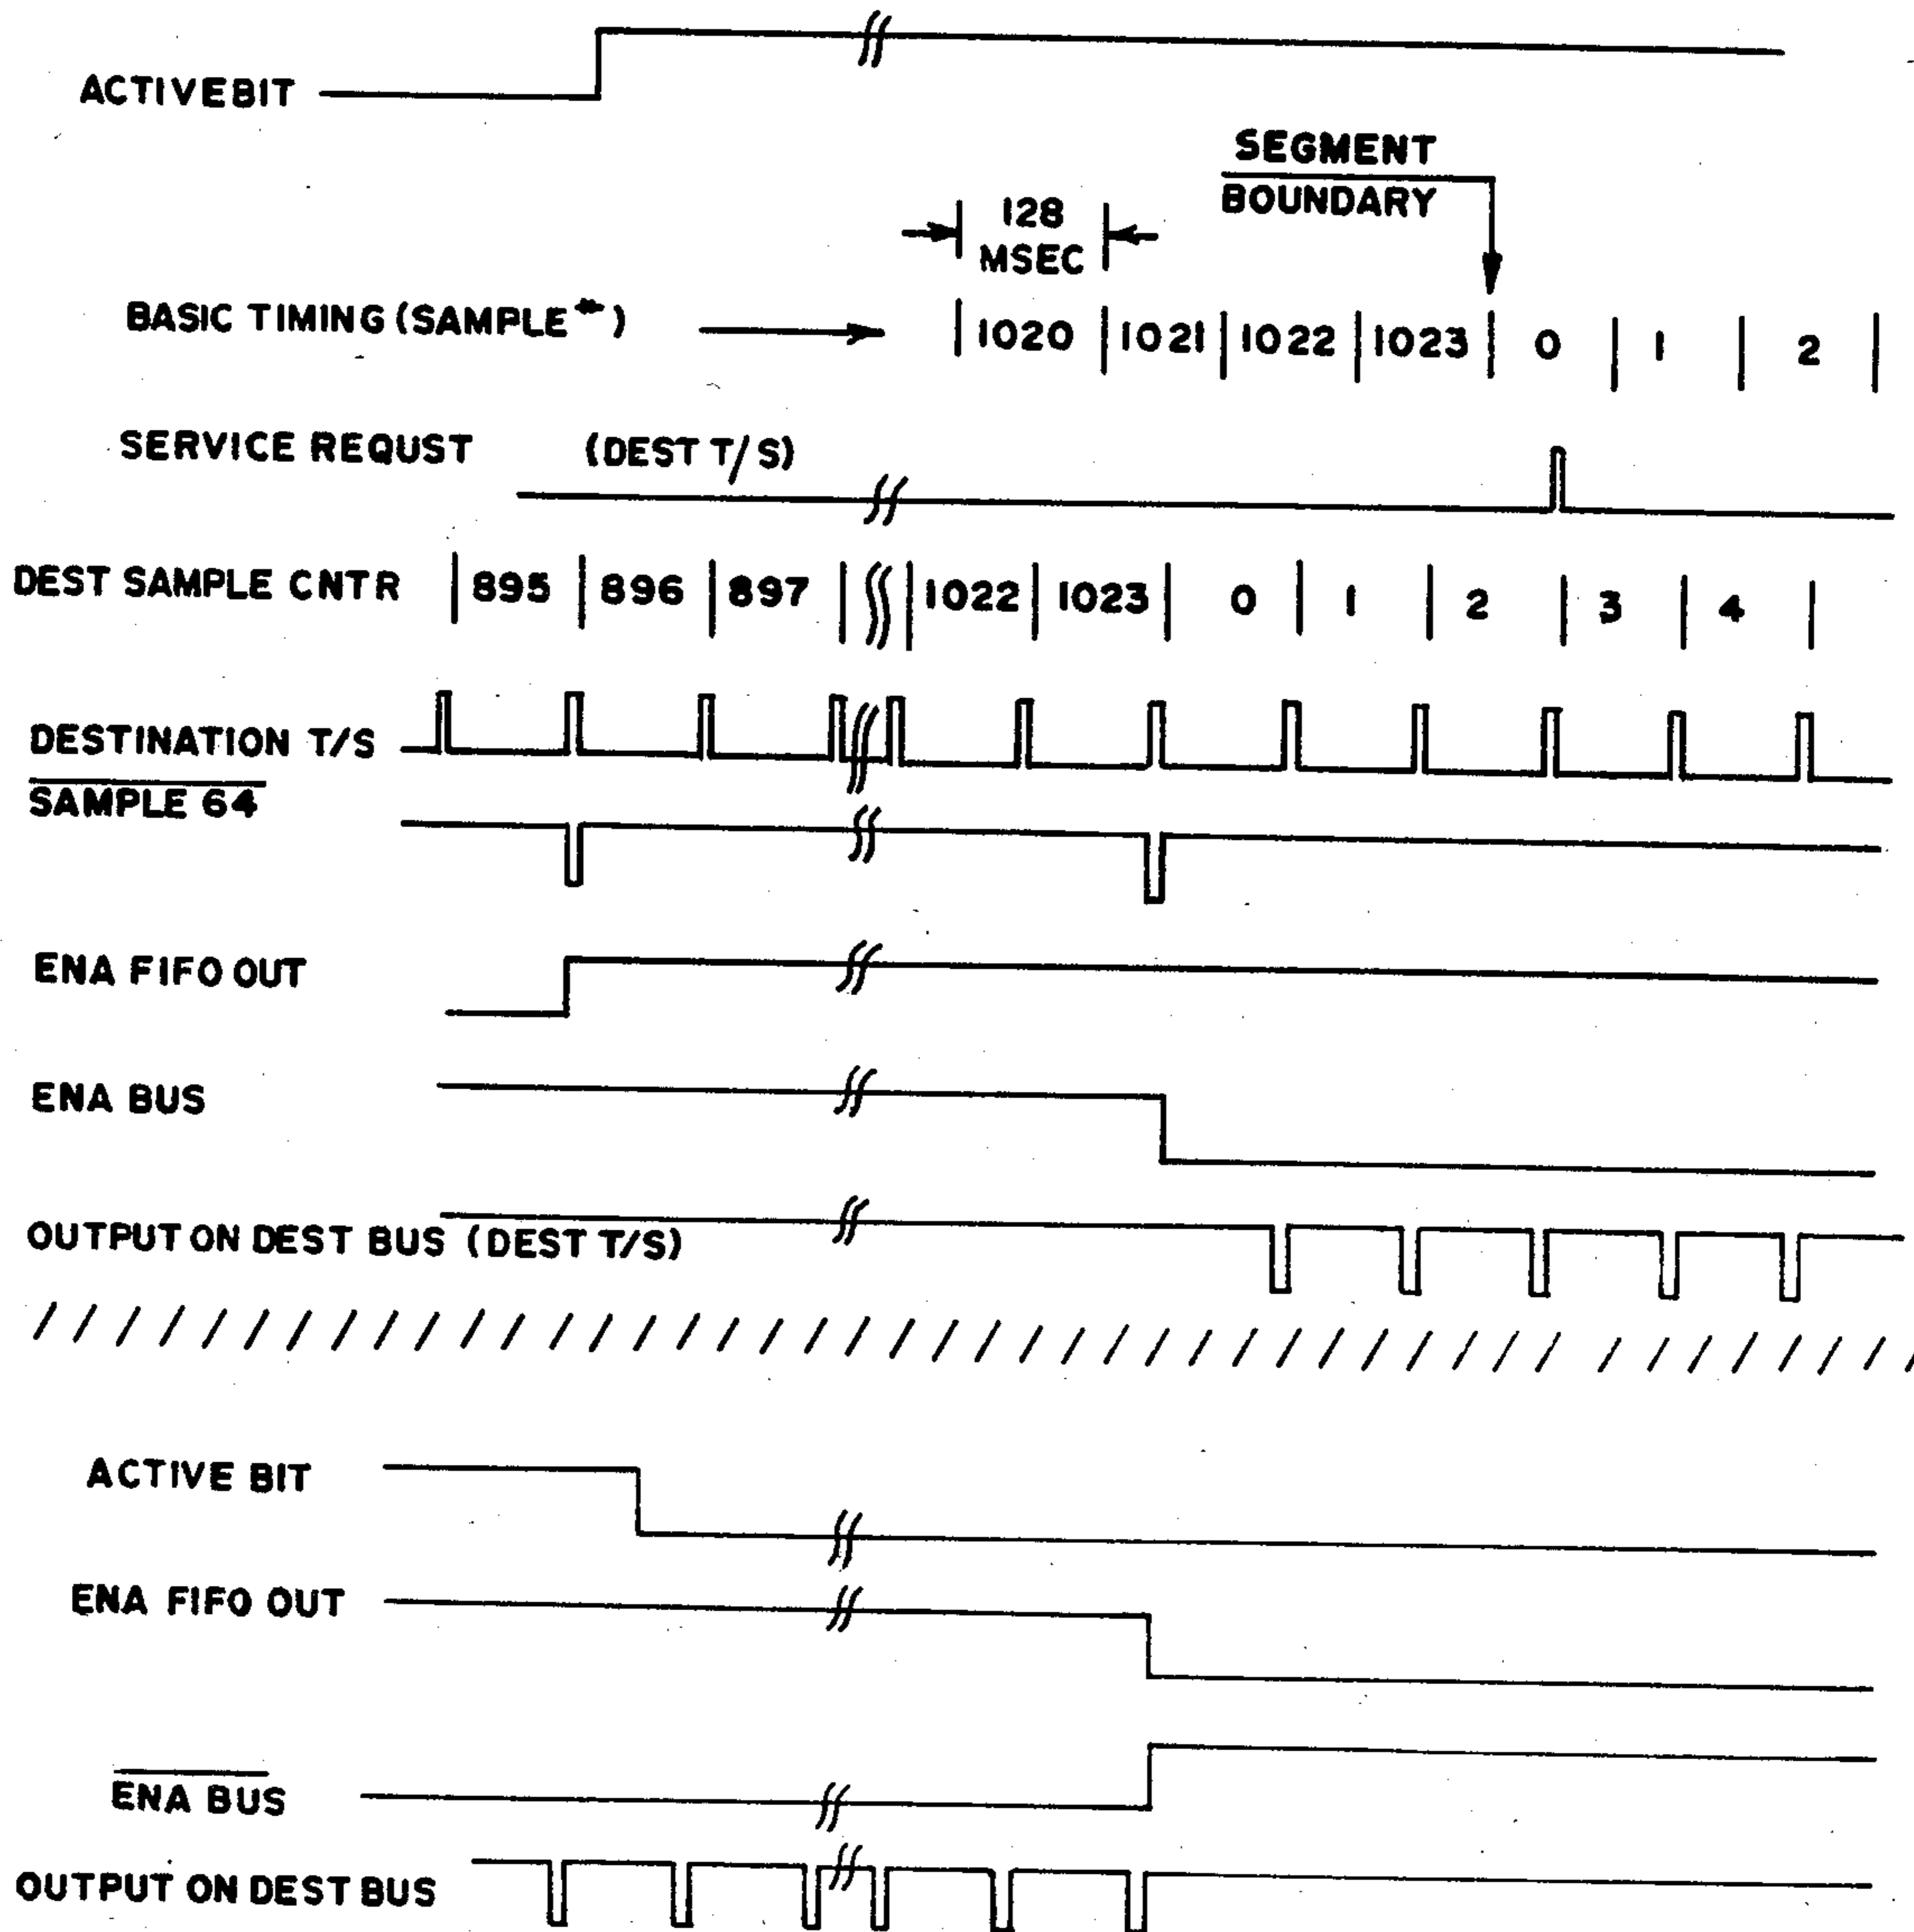 ACTIVE BIT
SEGMENT
BOUNDARY
128
MSEC
BASIC TIMING (SAMPLE #)
1020 1021 1022 1023 0 1 2
SERVICE REQUST (DEST T/S)
DEST SAMPLE CNTR 895 896 897 1022 1023 0 1 2 3 4
DESTINATION T/S
SAMPLE 64
ENA FIFO OUT
ENA BUS
OUTPUT ON DEST BUS (DEST T/S)
ACTIVE BIT
ENA FIFO OUT
ENA BUS
OUTPUT ON DEST BUS